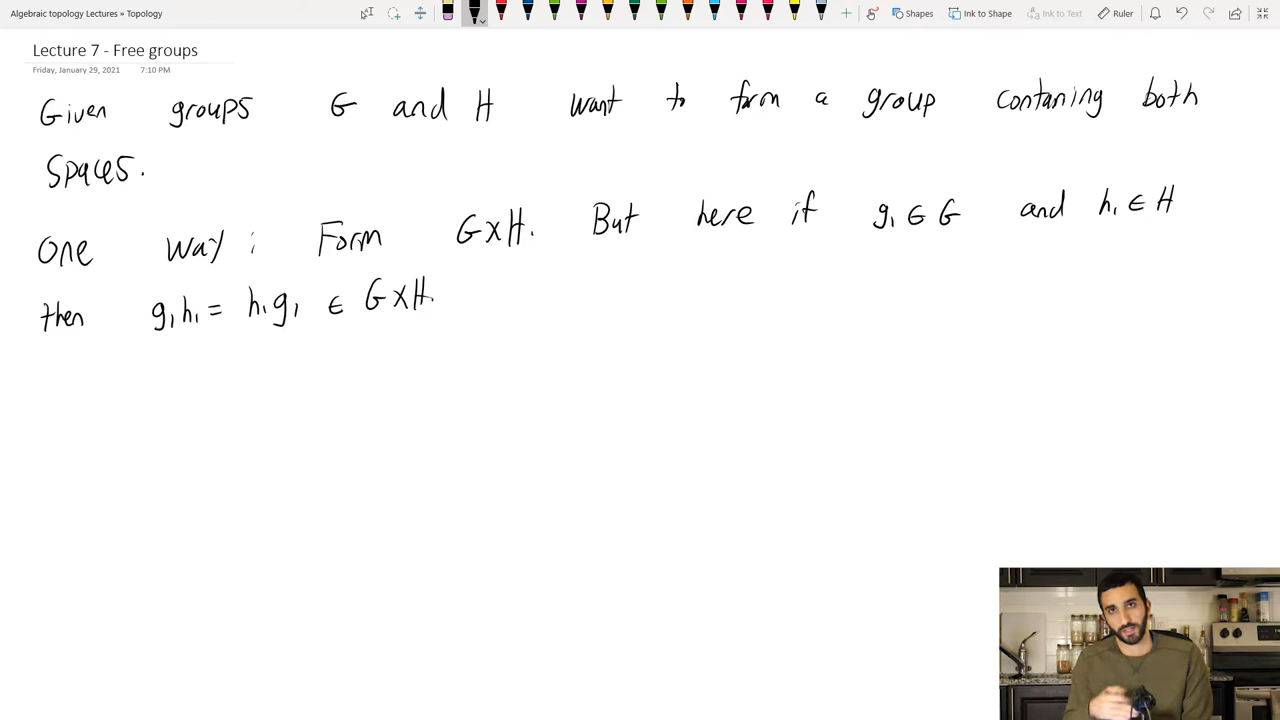 Algebraic topology Lectures » Topology
Shapes Ink to Shape Ink to Text Ruler
Lecture 7 - Free groups
Friday, January 29, 2021 7:10 PM
Given groups G and H want to form a group contaning both
spaces.
One way: Form G×H. But here if g₁ ∈ G and h₁ ∈ H
then g₁h₁ = h₁g₁ ∈ G×H.